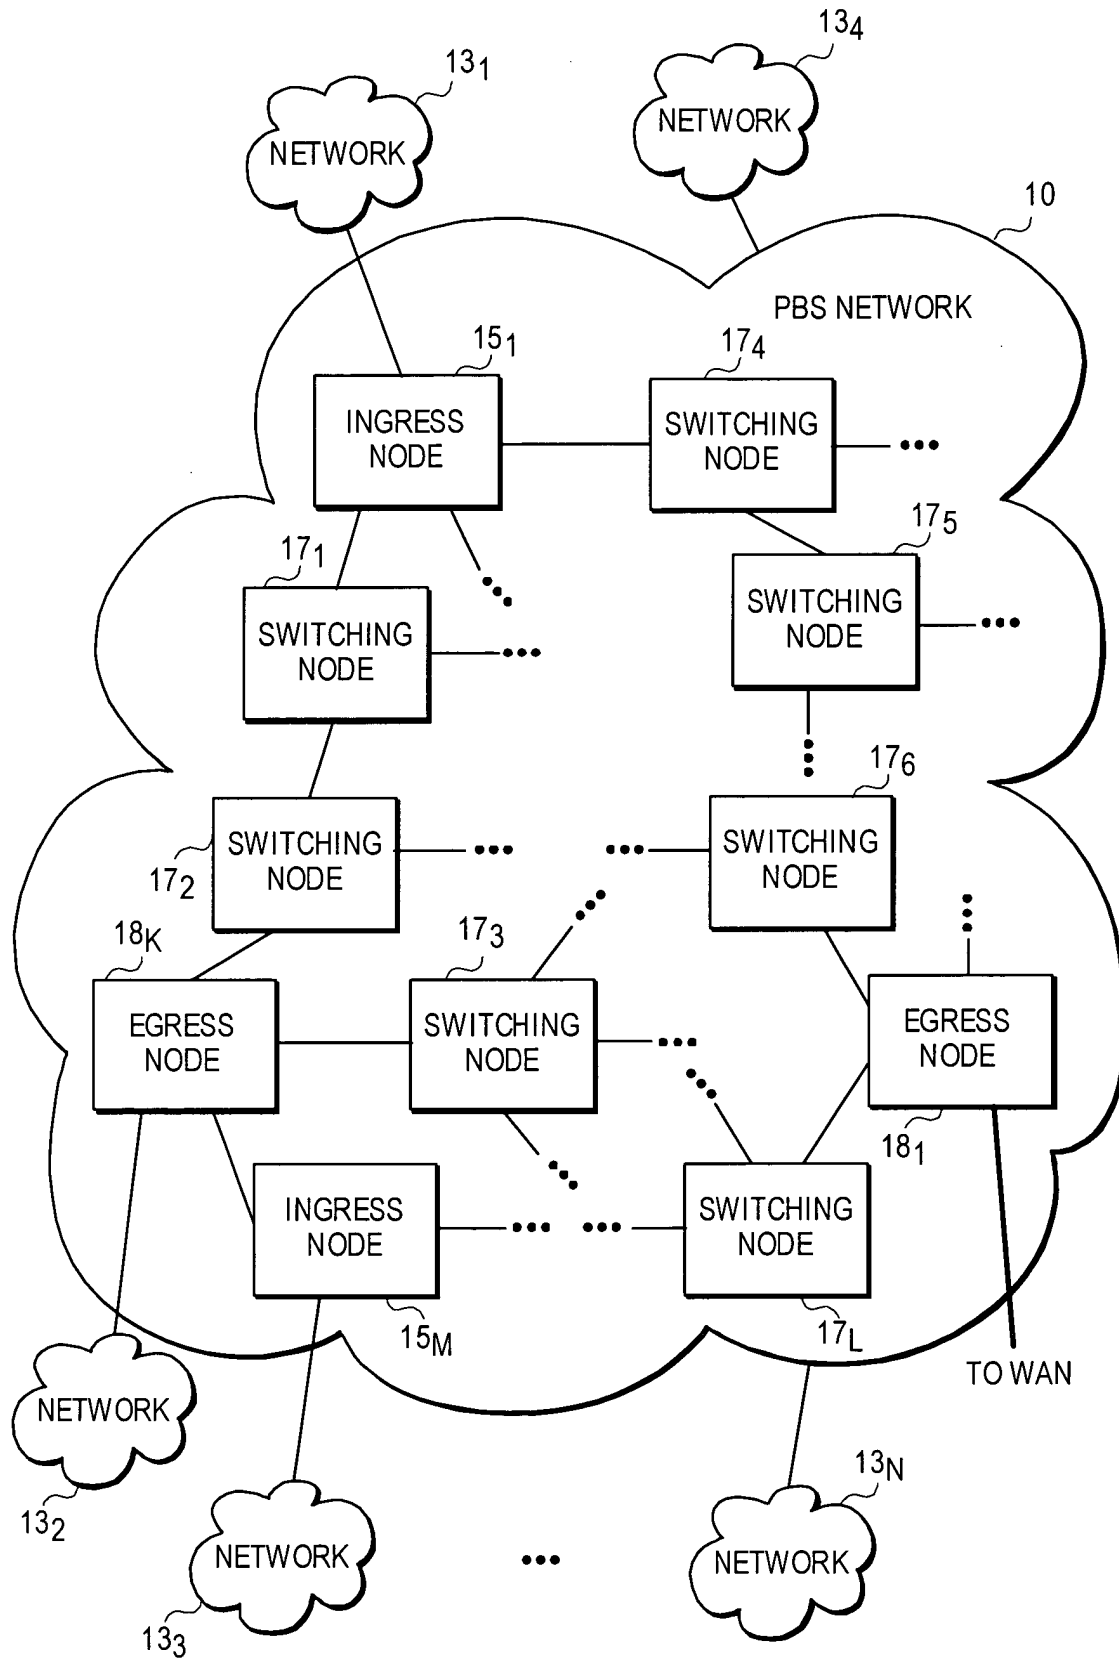 13₁
NETWORK
13₄
NETWORK
10
PBS NETWORK
15₁
INGRESS
NODE
17₄
SWITCHING
NODE
17₅
SWITCHING
NODE
17₁
SWITCHING
NODE
17₆
SWITCHING
NODE
17₂
SWITCHING
NODE
18K
EGRESS
NODE
17₃
SWITCHING
NODE
EGRESS
NODE
18₁
INGRESS
NODE
15M
SWITCHING
NODE
17L
TO WAN
NETWORK
13₂
NETWORK
13₃
13N
NETWORK